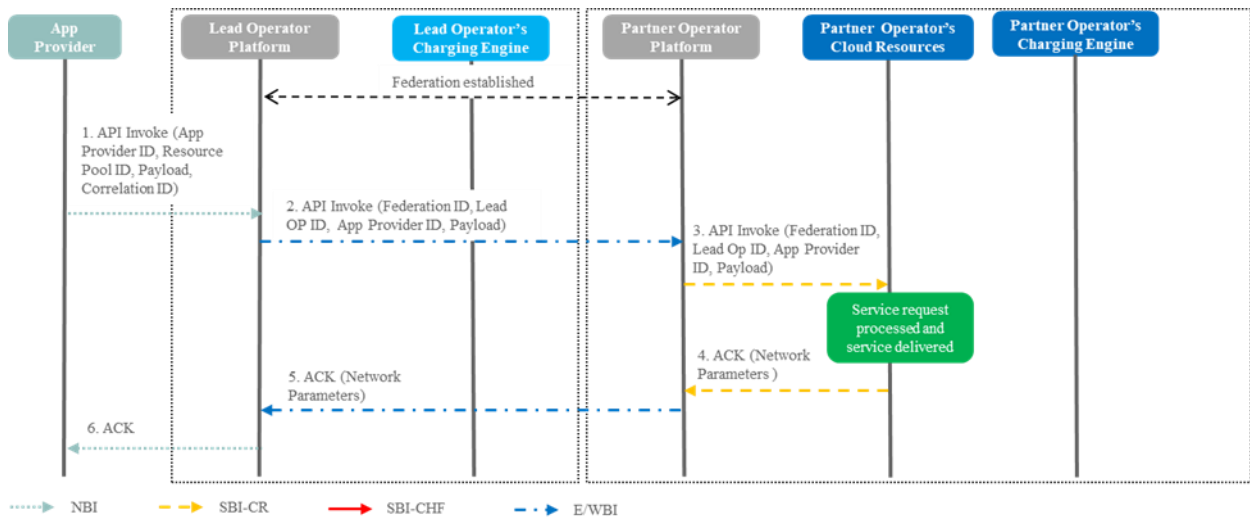 App
Provider
Lead Operator
Platform
Lead Operator's
Charging Engine
Partner Operator
Platform
Partner Operator's
Cloud Resources
Partner Operator's
Charging Engine
Federation established
1. API Invoke (App
Provider ID, Resource
Pool ID, Payload,
Correlation ID)
2. API Invoke (Federation ID, Lead
OP ID, App Provider ID, Payload)
3. API Invoke (Federation ID,
Lead Op ID, App Provider
ID, Payload)
Service request
processed and
service delivered
4. ACK (Network
Parameters )
5. ACK (Network
Parameters)
6. ACK
NBI
SBI-CR
SBI-CHF
E/WBI